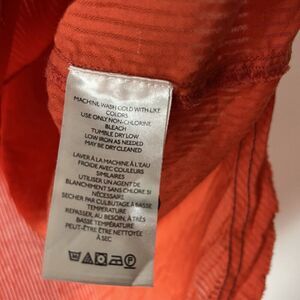 MACHINE WASH COLD WITH LIKE
COLORS
USE ONLY NON-CHLORINE
BLEACH
TUMBLE DRY LOW
LOW IRON AS NEEDED
MAY BE DRY CLEANED
LAVER À LA MACHINE À L'EAU
FROIDE AVEC COULEURS
SIMILAIRES
UTILISER UN AGENT DE
BLANCHIMENT SANS CHLORE SI
NÉCESSAIRE
SÉCHER PAR CULBUTAGE À BASSE
TEMPÉRATURE
REPASSER, AU BESOIN, À TRÈS
BASSE TEMPÉRATURE
PEUT-ÊTRE ÊTRE NETTOYÉE
À SEC